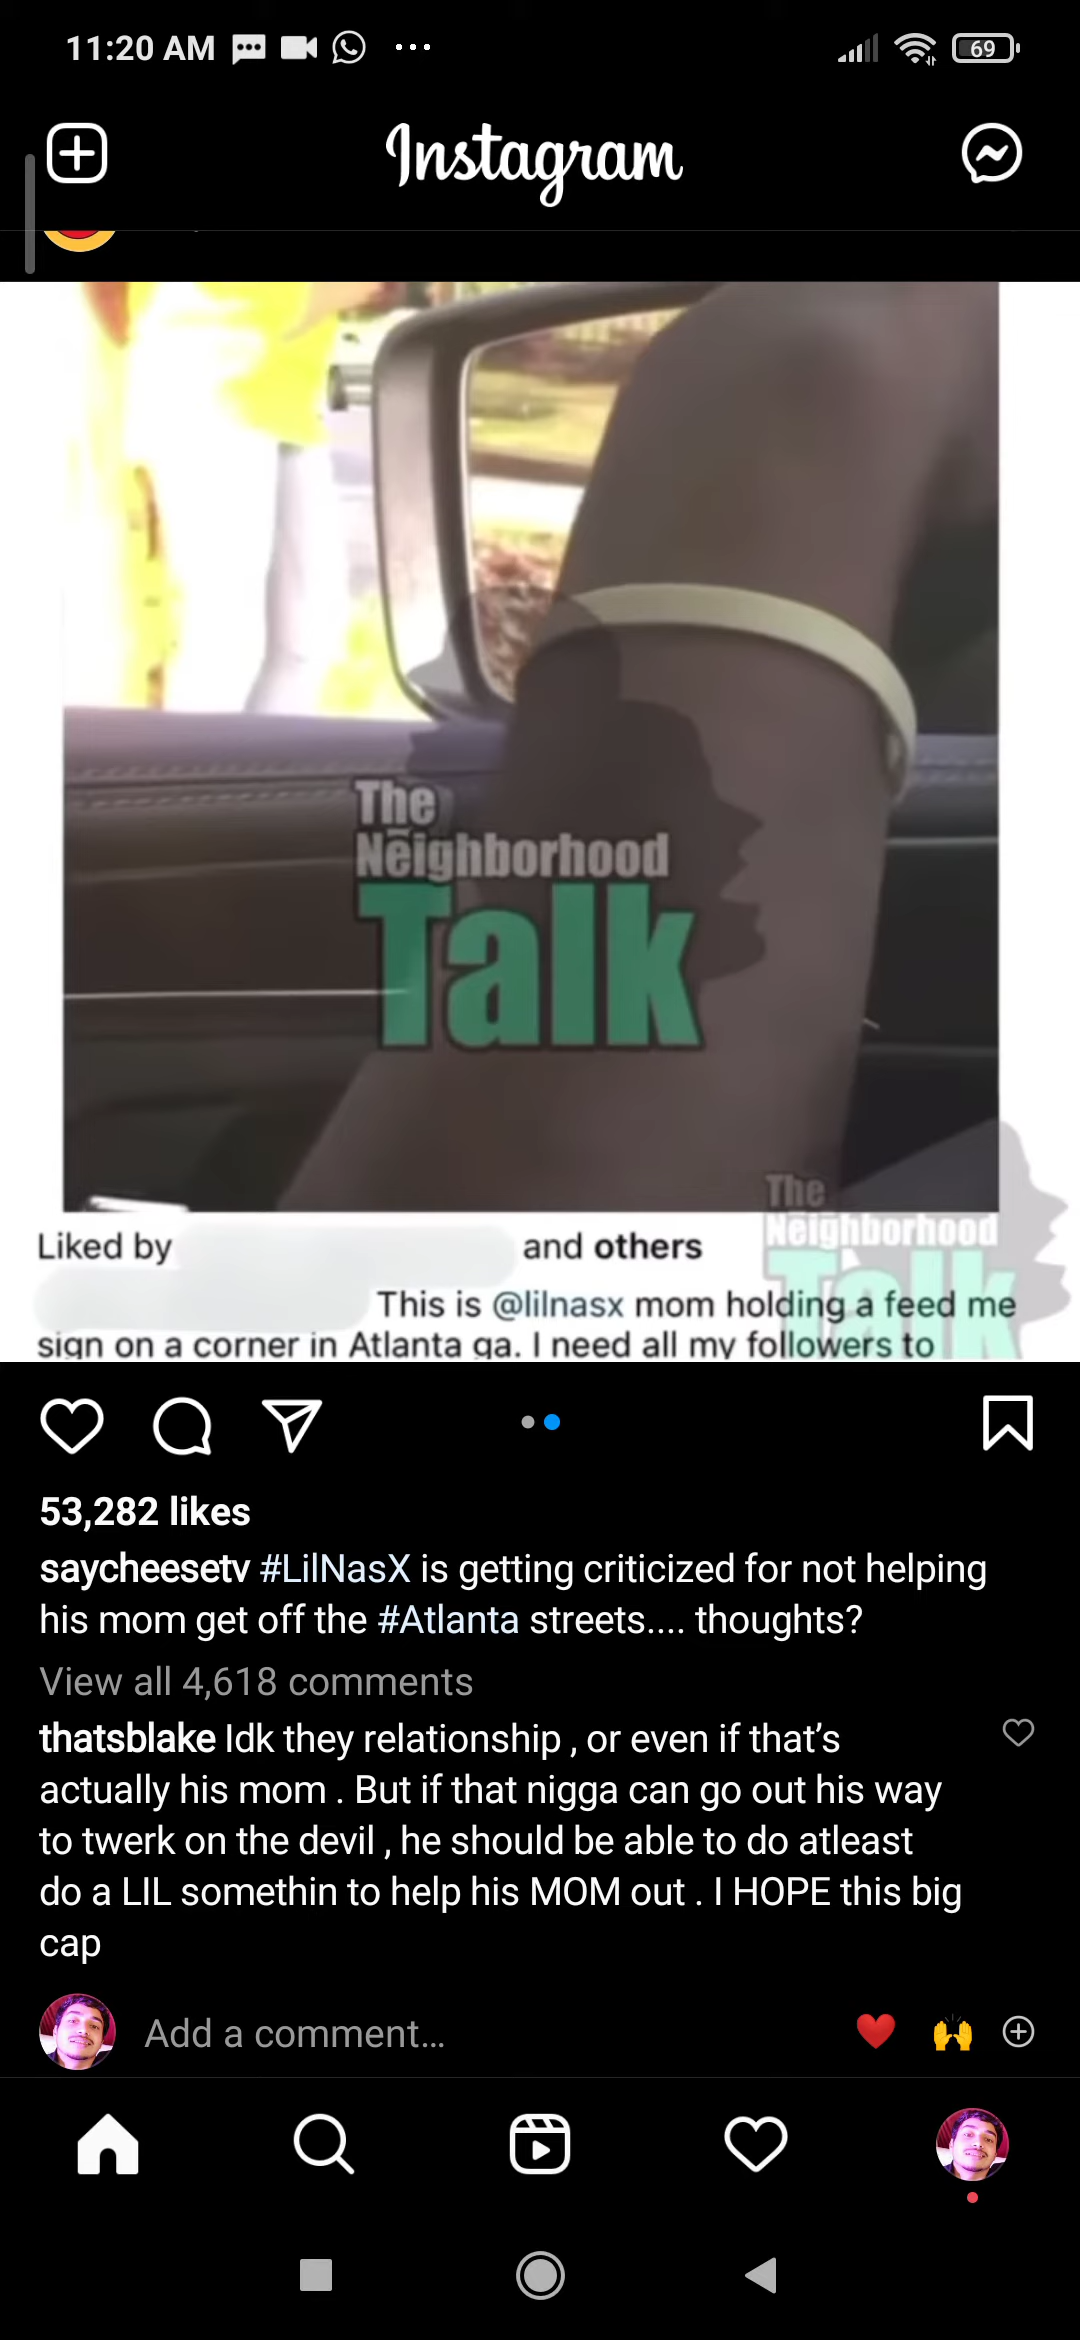 11:20 AM
69
Instagram
The
Neighborhood
Talk
The
Neighborhood
Talk
Liked by and others
This is @lilnasx mom holding a feed me
sign on a corner in Atlanta ga. I need all my followers to
53,282 likes
saycheesetv #LilNasX is getting criticized for not helping
his mom get off the #Atlanta streets.... thoughts?
View all 4,618 comments
thatsblake Idk they relationship , or even if that’s
actually his mom . But if that nigga can go out his way
to twerk on the devil , he should be able to do atleast
do a LIL somethin to help his MOM out . I HOPE this big
cap
Add a comment...